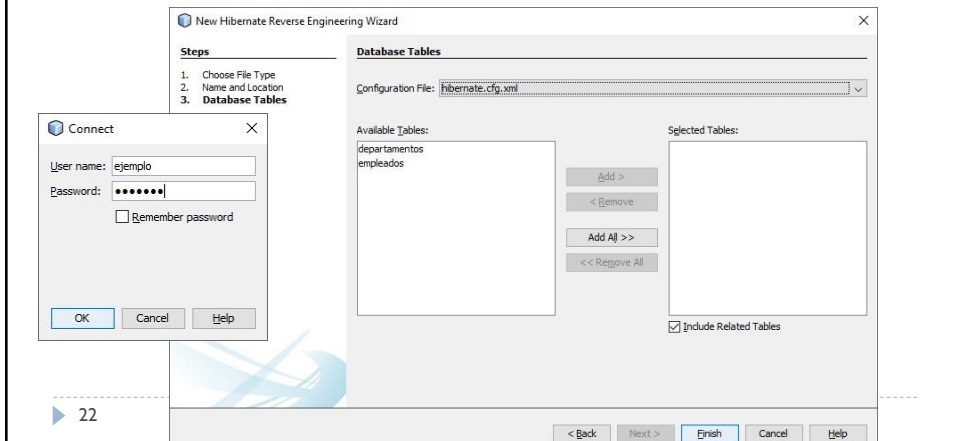 New Hibernate Reverse Engineering Wizard
Steps
1. Choose File Type
2. Name and Location
3. Database Tables
Database Tables
Configuration File: hibernate.cfg.xml
Available Tables:
departamentos
empleados
Add >
< Remove
Add All >>
<< Remove All
Selected Tables:
Include Related Tables
Connect
User name: ejemplo
Password: •••••••
Remember password
OK Cancel Help
22
< Back Next > Finish Cancel Help